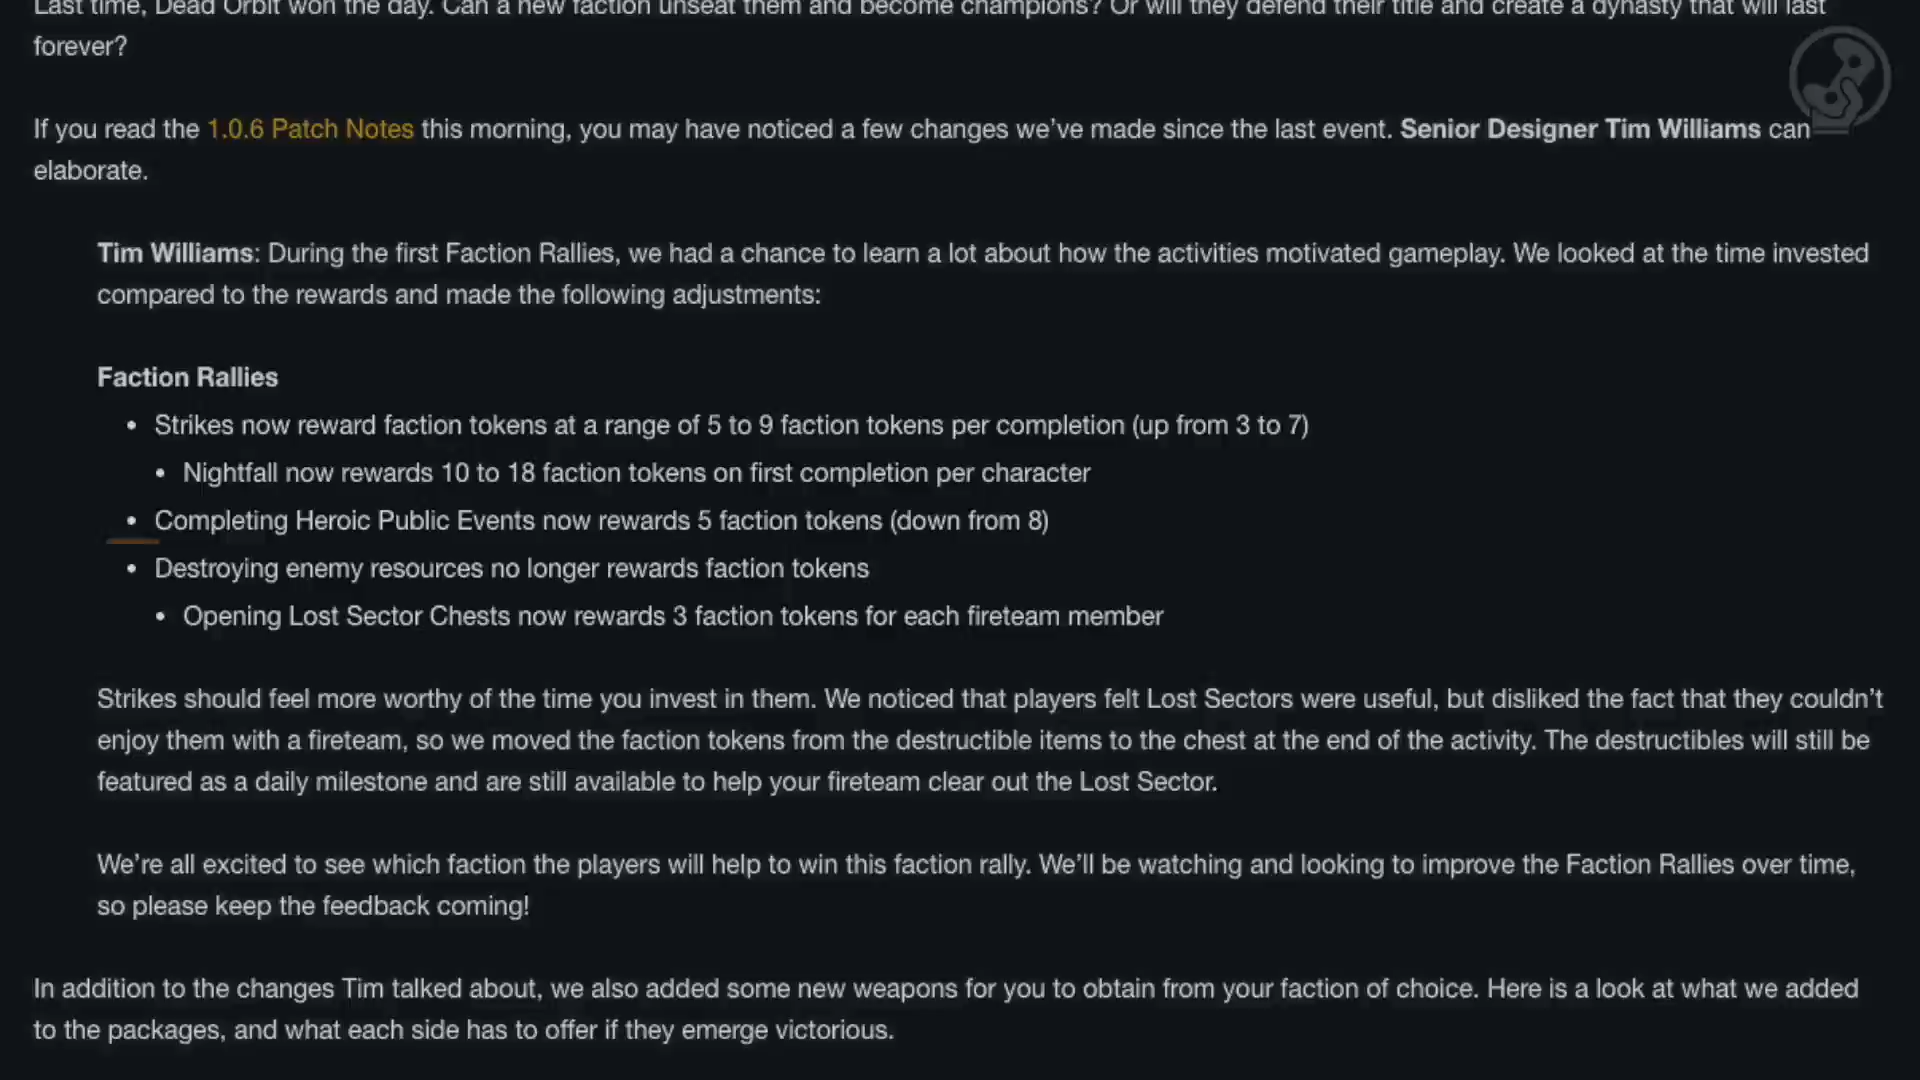 Last time, Dead Orbit won the day. Can a new faction unseat them and become champions? Or will they defend their title and create a dynasty that will last
forever?
If you read the 1.0.6 Patch Notes this morning, you may have noticed a few changes we’ve made since the last event. Senior Designer Tim Williams can
elaborate.
Tim Williams: During the first Faction Rallies, we had a chance to learn a lot about how the activities motivated gameplay. We looked at the time invested
compared to the rewards and made the following adjustments:
Faction Rallies
• Strikes now reward faction tokens at a range of 5 to 9 faction tokens per completion (up from 3 to 7)
• Nightfall now rewards 10 to 18 faction tokens on first completion per character
• Completing Heroic Public Events now rewards 5 faction tokens (down from 8)
• Destroying enemy resources no longer rewards faction tokens
• Opening Lost Sector Chests now rewards 3 faction tokens for each fireteam member
Strikes should feel more worthy of the time you invest in them. We noticed that players felt Lost Sectors were useful, but disliked the fact that they couldn’t
enjoy them with a fireteam, so we moved the faction tokens from the destructible items to the chest at the end of the activity. The destructibles will still be
featured as a daily milestone and are still available to help your fireteam clear out the Lost Sector.
We’re all excited to see which faction the players will help to win this faction rally. We’ll be watching and looking to improve the Faction Rallies over time,
so please keep the feedback coming!
In addition to the changes Tim talked about, we also added some new weapons for you to obtain from your faction of choice. Here is a look at what we added
to the packages, and what each side has to offer if they emerge victorious.